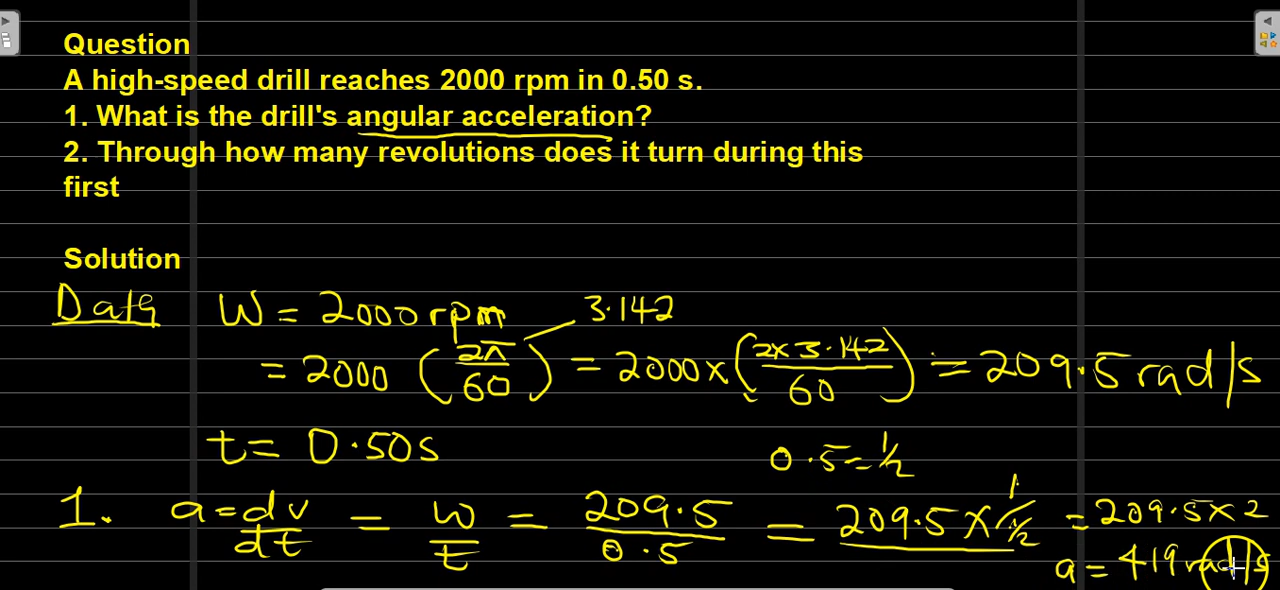 Question
A high-speed drill reaches 2000 rpm in 0.50 s.
1. What is the drill's angular acceleration?
2. Through how many revolutions does it turn during this
first
Solution
Data W = 2000 rpm 3.142
= 2000 (2π/60) = 2000 x (2x3.142/60) = 209.5 rad/s
t = 0.50s 0.5 = 1/2
1. a = dv/dt = w/t = 209.5/0.5 = 209.5 x 1/1/2 = 209.5 x 2
a = 419 rad/s